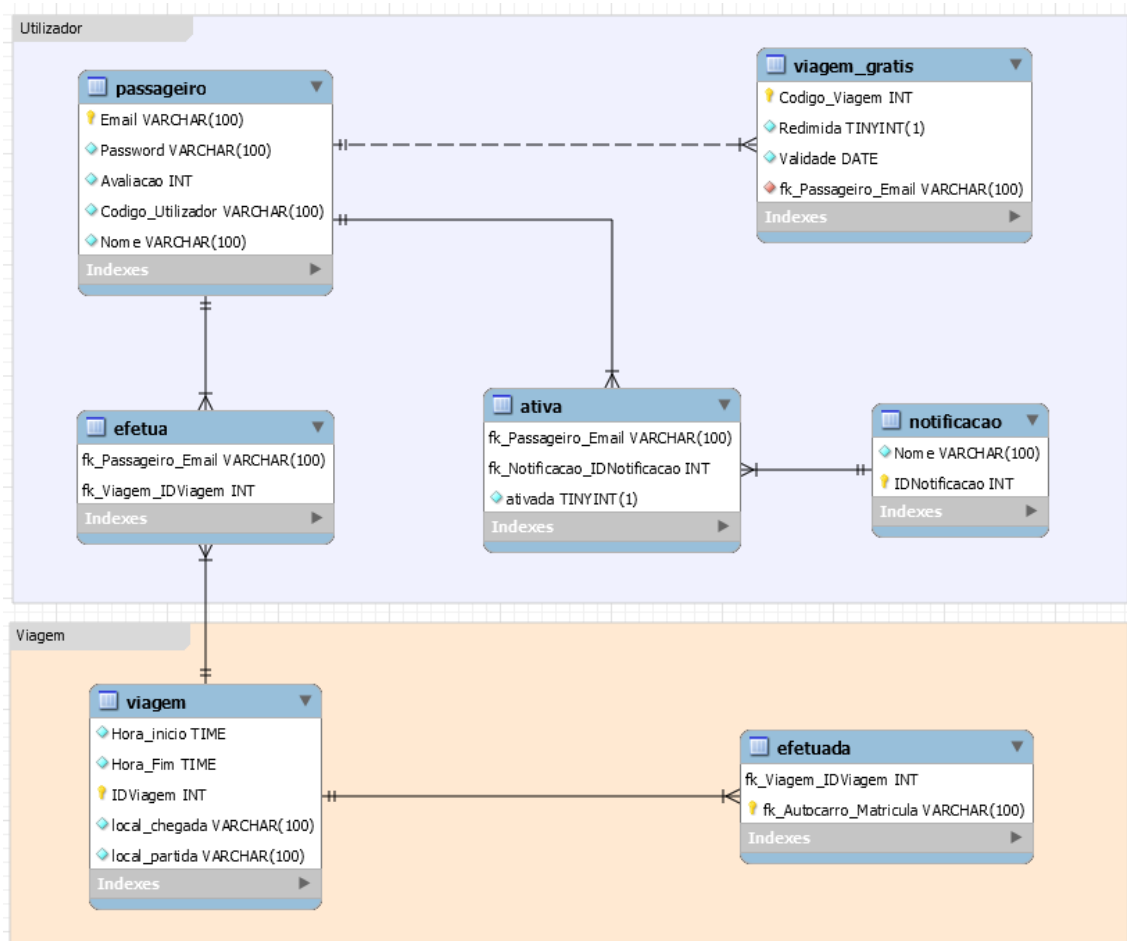 Utilizador
passageiro
Email VARCHAR(100)
Password VARCHAR(100)
Avaliacao INT
Codigo_Utilizador VARCHAR(100)
Nome VARCHAR(100)
Indexes
viagem_gratis
Codigo_Viagem INT
Redimida TINYINT(1)
Validade DATE
fk_Passageiro_Email VARCHAR(100)
Indexes
efetua
fk_Passageiro_Email VARCHAR(100)
fk_Viagem_IDViagem INT
Indexes
ativa
fk_Passageiro_Email VARCHAR(100)
fk_Notificacao_IDNotificacao INT
ativada TINYINT(1)
Indexes
notificacao
Nome VARCHAR(100)
IDNotificacao INT
Indexes
Viagem
viagem
Hora_inicio TIME
Hora_Fim TIME
IDViagem INT
local_chegada VARCHAR(100)
local_partida VARCHAR(100)
Indexes
efetuada
fk_Viagem_IDViagem INT
fk_Autocarro_Matricula VARCHAR(100)
Indexes